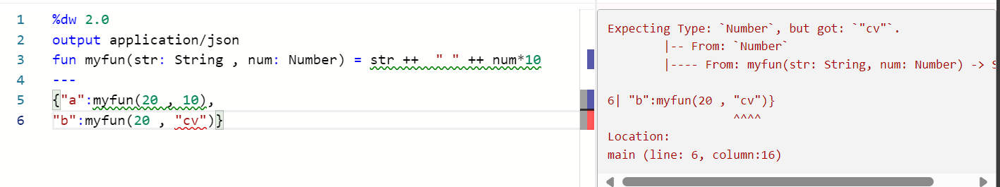 1 %dw 2.0
2 output application/json
3 fun myfun(str: String , num: Number) = str ++  " " ++ num*10
4 ---
5 {"a":myfun(20 , 10),
6 "b":myfun(20 , "cv")}
Expecting Type: `Number`, but got: `"cv"`.
|-- From: `Number`
|---- From: myfun(str: String, num: Number) ->
6| "b":myfun(20 , "cv")}
^^^^
Location:
main (line: 6, column:16)